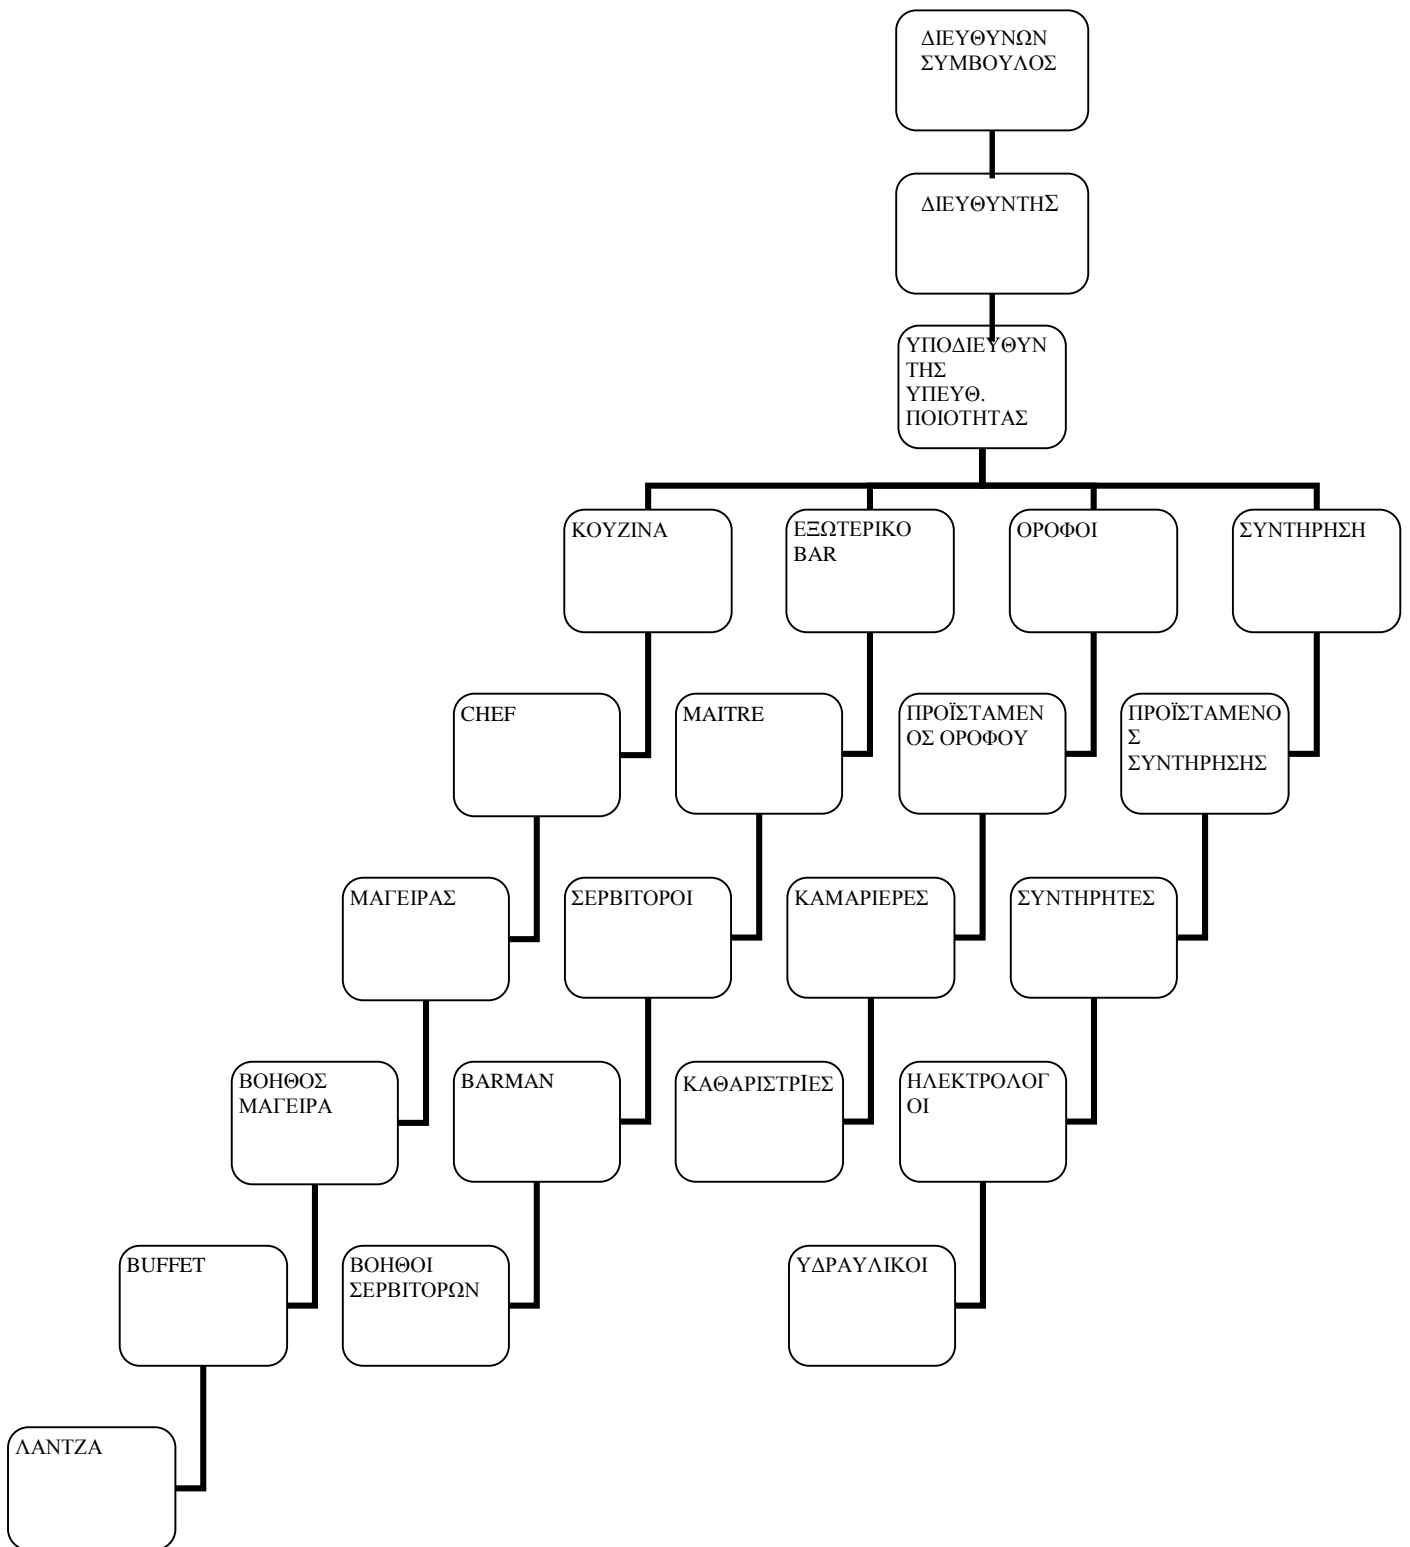 ΔΙΕΥΘΥΝΩΝ
ΣΥΜΒΟΥΛΟΣ
ΔΙΕΥΘΥΝΤΗΣ
ΥΠΟΔΙΕΥΘΥΝ
ΤΗΣ
ΥΠΕΥΘ.
ΠΟΙΟΤΗΤΑΣ
ΚΟΥΖΙΝΑ
ΕΞΩΤΕΡΙΚΟ
BAR
ΟΡΟΦΟΙ
ΣΥΝΤΗΡΗΣΗ
CHEF
MAITRE
ΠΡΟΪΣΤΑΜΕΝ
ΟΣ ΟΡΟΦΟΥ
ΠΡΟΪΣΤΑΜΕΝΟ
Σ
ΣΥΝΤΗΡΗΣΗΣ
ΜΑΓΕΙΡΑΣ
ΣΕΡΒΙΤΟΡΟΙ
ΚΑΜΑΡΙΕΡΕΣ
ΣΥΝΤΗΡΗΤΕΣ
ΒΟΗΘΟΣ
ΜΑΓΕΙΡΑ
BARMAN
ΚΑΘΑΡΙΣΤΡΙΕΣ
ΗΛΕΚΤΡΟΛΟΓ
ΟΙ
BUFFET
ΒΟΗΘΟΙ
ΣΕΡΒΙΤΟΡΩΝ
ΥΔΡΑΥΛΙΚΟΙ
ΛΑΝΤΖΑ